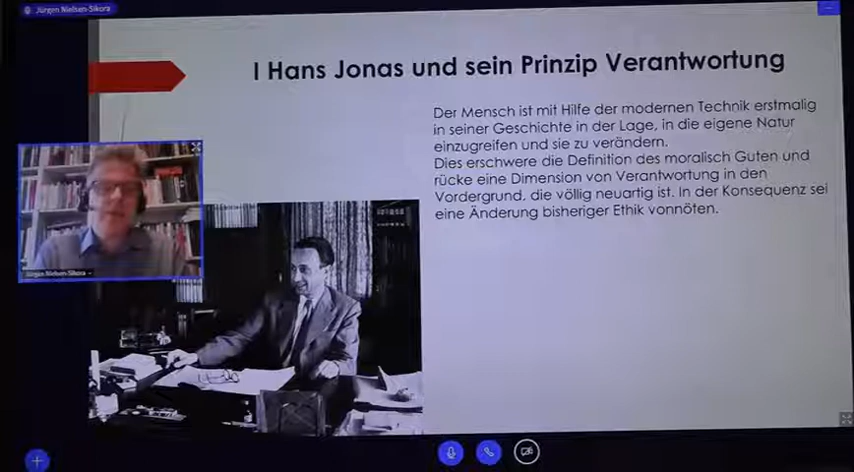 Jürgen Nielsen-Sikora
I Hans Jonas und sein Prinzip Verantwortung
Der Mensch ist mit Hilfe der modernen Technik erstmalig
in seiner Geschichte in der Lage, in die eigene Natur
einzugreifen und sie zu verändern.
Dies erschwere die Definition des moralisch Guten und
rücke eine Dimension von Verantwortung in den
Vordergrund, die völlig neuartig ist. In der Konsequenz sei
eine Änderung bisheriger Ethik vonnöten.
Jürgen Nielsen-Sikora